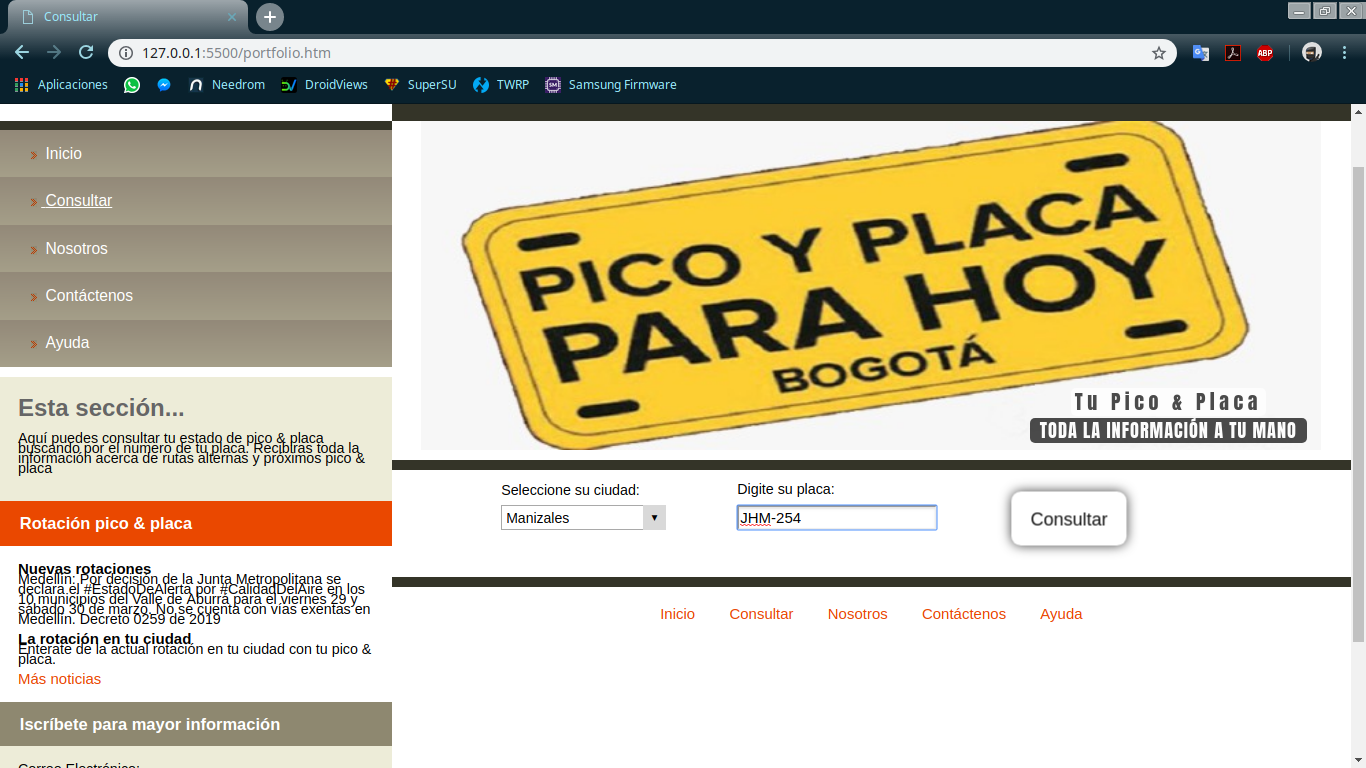 Consultar
127.0.0.1:5500/portfolio.htm
ABP
Aplicaciones
Needrom
DroidViews
SuperSU
TWRP
Samsung Firmware
Inicio
Consultar
Nosotros
Contáctenos
Ayuda
Esta sección...
Aquí puedes consultar tu estado de pico & placa
buscando por el numero de tu placa. Recibiras toda la
información acerca de rutas alternas y próximos pico &
placa
Rotación pico & placa
Nuevas rotaciones
Medellín: Por decisión de la Junta Metropolitana se
declara el #EstadoDeAlerta por #CalidadDelAire en los
10 municipios del Valle de Aburrá para el viernes 29 y
sábado 30 de marzo. No se cuenta con vías exentas en
Medellín. Decreto 0259 de 2019
La rotación en tu ciudad
Enterate de la actual rotación en tu ciudad con tu pico &
placa.
Más noticias
Iscríbete para mayor información
Correo Electrónico:
PICO Y PLACA
PARA HOY
BOGOTÁ
Tu Pico & Placa
TODA LA INFORMACIÓN A TU MANO
Seleccione su ciudad:
Manizales
Digite su placa:
JHM-254
Consultar
Inicio Consultar Nosotros Contáctenos Ayuda